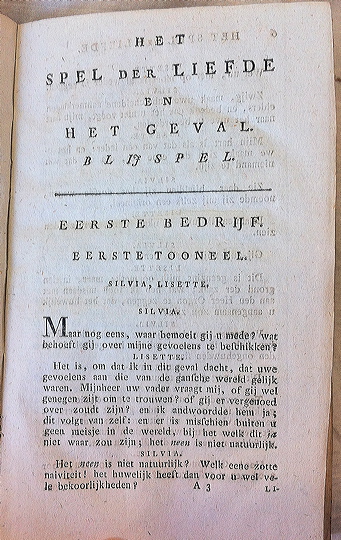 HET
SPEL DER LIEFDE
EN
HET GEVAL.
BLIJSPEL.
EERSTE BEDRIJF.
EERSTE TOONEEL.
SILVIA, LISETTE.
SILVIA.
Maar nog eens, waar bemoeit gij u mede? wat
behoeft gij over mijne gevoelens te beschikken?
LISETTE.
Het is, om dat ik in dit geval dacht, dat uwe
gevoelens aan die van de gansche wereld gelijk
waren. Mijnheer uw vader vraagt mij, of gij wel
genegen zijt om te trouwen? of gij er vergenoed
over zoudt zijn? en ik andwoordde hem ja;
dit volgt van zelf: en er is misschien buiten u
geen meisje in de wereld, bij het welk dit ja
niet waar zou zijn; het neen is niet natuurlijk.
SILVIA.
Het neen is niet natuurlijk? Welk eene zotte
naïviteit! het huwelijk heeft dan voor u wel ve-
le bekoorlijkheden?
A 3
LI-